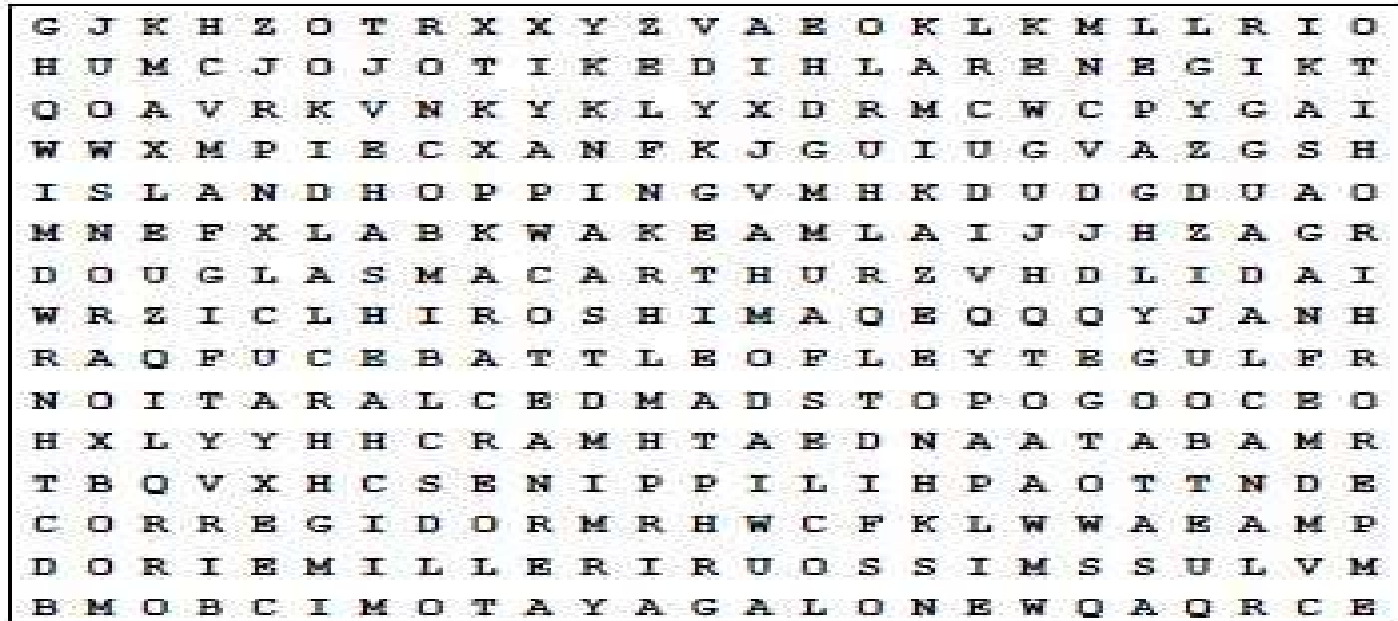 G J K H Z O T R X X Y Z V A E O K L K M L L R I O
H U M C J O J O T I K E D I H L A R E N E G I K T
Q O A V R K V N K Y K L Y X D R M C W C P Y G A I
W W X M P I E C X A N F K J G U I U G V A Z G S H
I S L A N D H O P P I N G V M H K D U D G D U A O
M N E F X L A B K W A K E A M L A I J J H Z A G R
D O U G L A S M A C A R T H U R Z V H D L I D A I
W R Z I C L H I R O S H I M A Q E Q Q Q Y J A N H
R A Q F U C E B A T T L E O F L E Y T E G U L F R
N O I T A R A L C E D M A D S T O P O G O O C E O
H X L Y Y H H C R A M H T A E D N A A T A B A M R
T B Q V X H C S E N I P P I L I H P A O T T N D E
C O R R E G I D O R M R H W C F K L W W A E A M P
D O R I E M I L L E R I R U O S S I M S S U L V M
B M O B C I M O T A Y A G A L O N E W Q A Q R C E